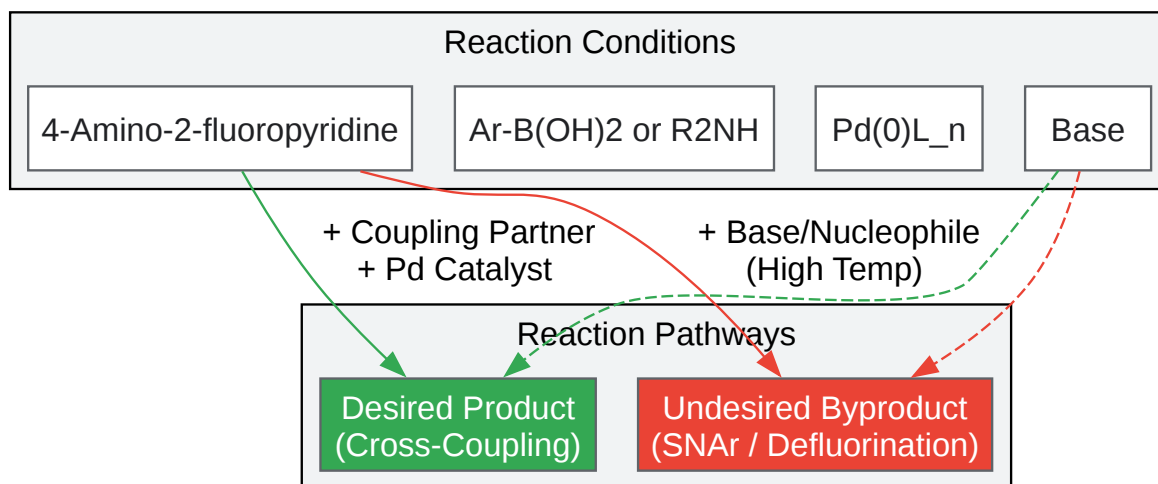 Reaction Conditions
4-Amino-2-fluoropyridine
Ar-B(OH)2 or R2NH
Pd(0)L_n
Base
+ Coupling Partner
+ Pd Catalyst
+ Base/Nucleophile
(High Temp)
Reaction Pathways
Desired Product
(Cross-Coupling)
Undesired Byproduct
(SNAr / Defluorination)